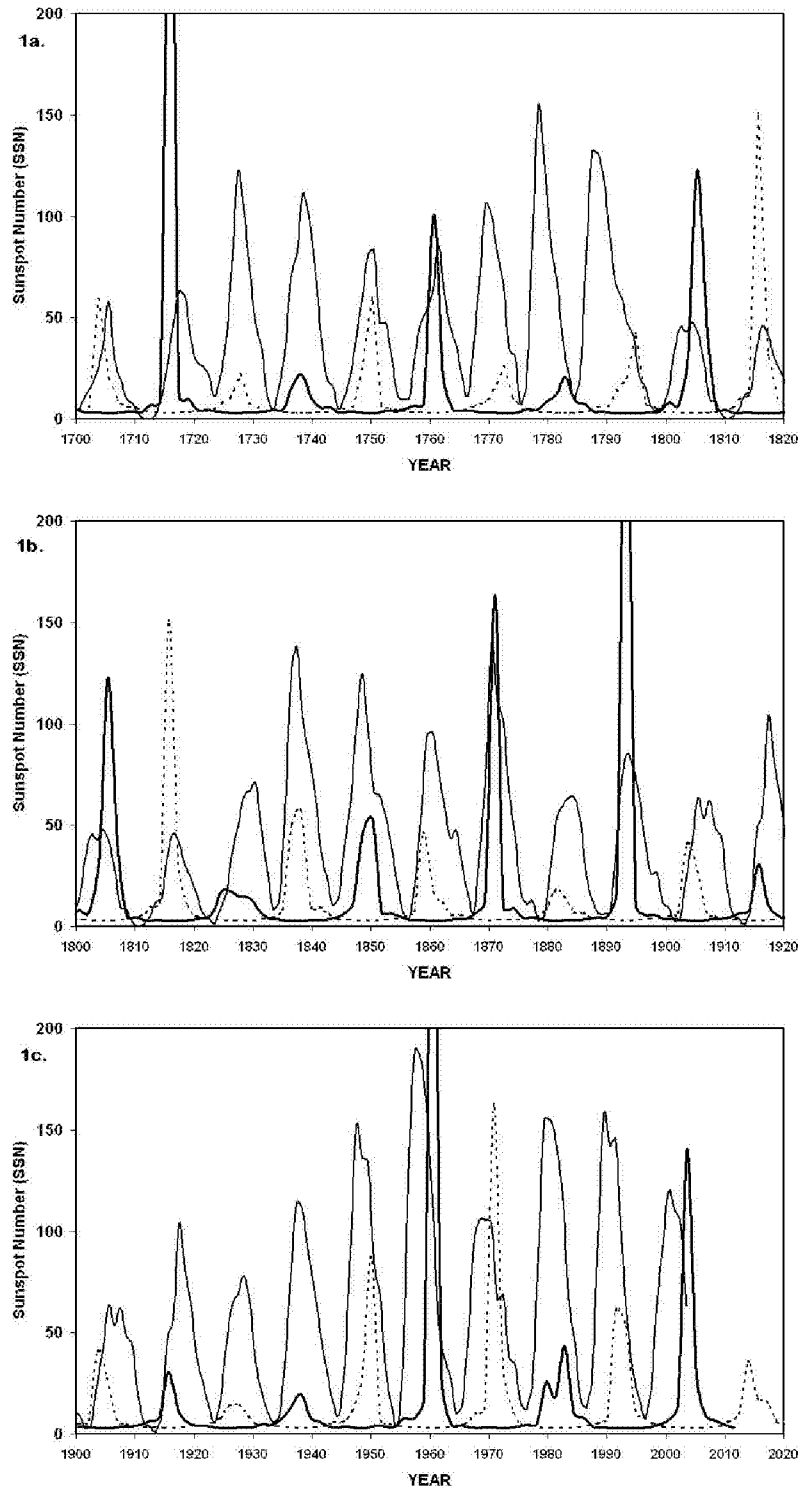 1a.
Sunspot Number (SSN)
200
150
100
50
0
1700 1710 1720 1730 1740 1750 1760 1770 1780 1790 1800 1810 1820
YEAR
1b.
Sunspot Number (SSN)
200
150
100
50
0
1800 1810 1820 1830 1840 1850 1860 1870 1880 1890 1900 1910 1920
YEAR
1c.
Sunspot Number (SSN)
200
150
100
50
0
1900 1910 1920 1930 1940 1950 1960 1970 1980 1990 2000 2010 2020
YEAR